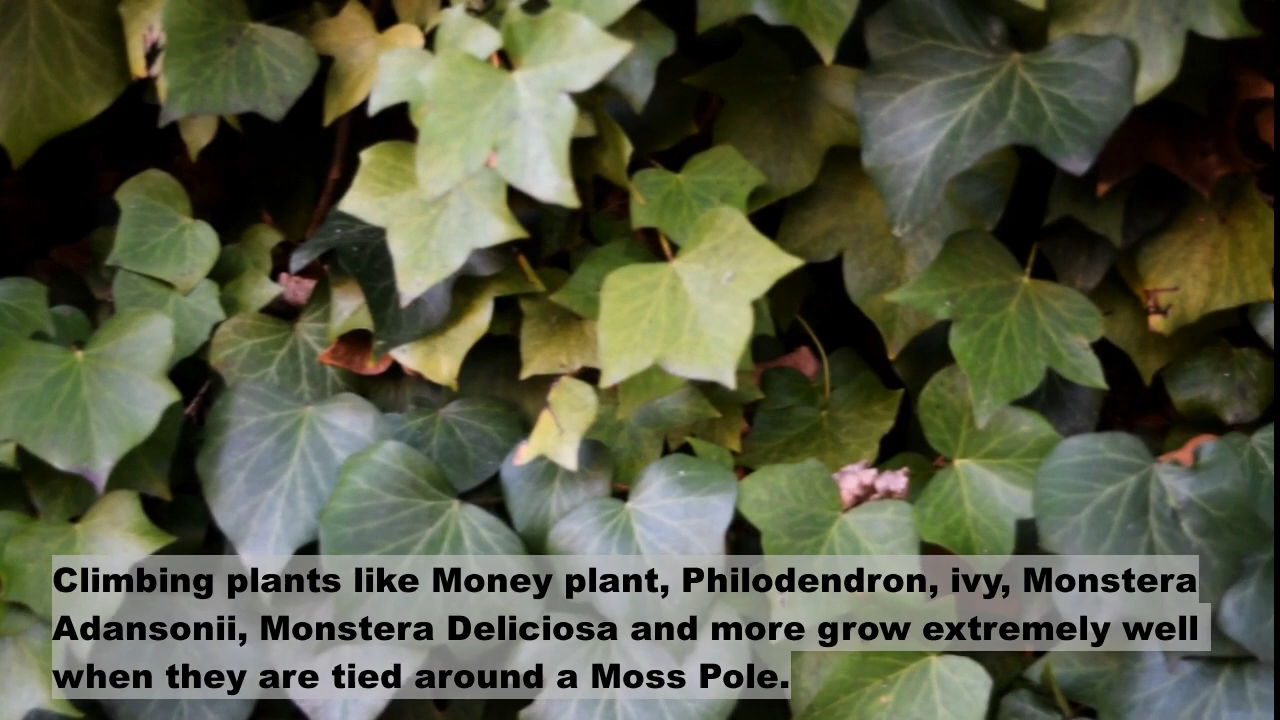 Climbing plants like Money plant, Philodendron, ivy, Monstera
Adansonii, Monstera Deliciosa and more grow extremely well
when they are tied around a Moss Pole.